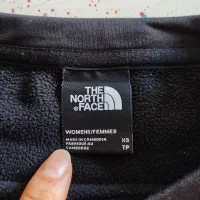 THE
NORTH
FACE
WOMENS/FEMMES
MADE IN CAMBODIA XS
FABRIQUÉ AU TP
CAMBODGE